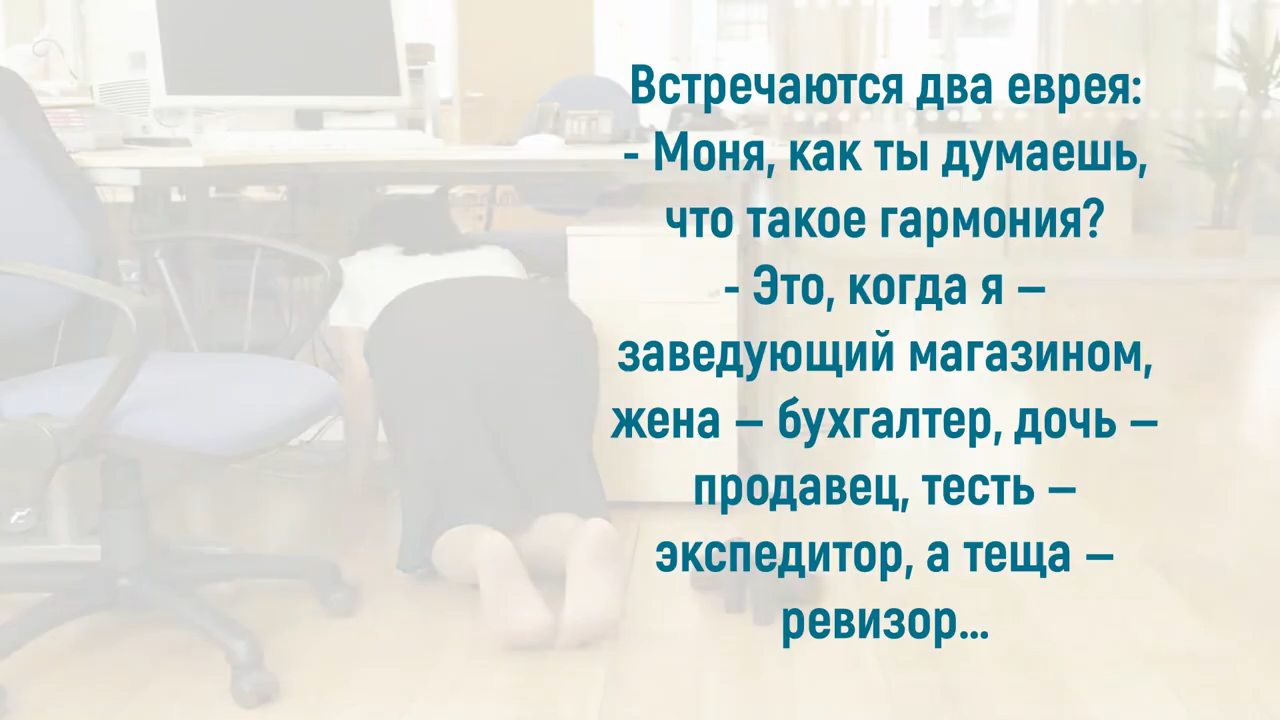 Встречаются два еврея:
- Моня, как ты думаешь,
что такое гармония?
- Это, когда я –
заведующий магазином,
жена – бухгалтер, дочь –
продавец, тесть –
экспедитор, а теща –
ревизор...